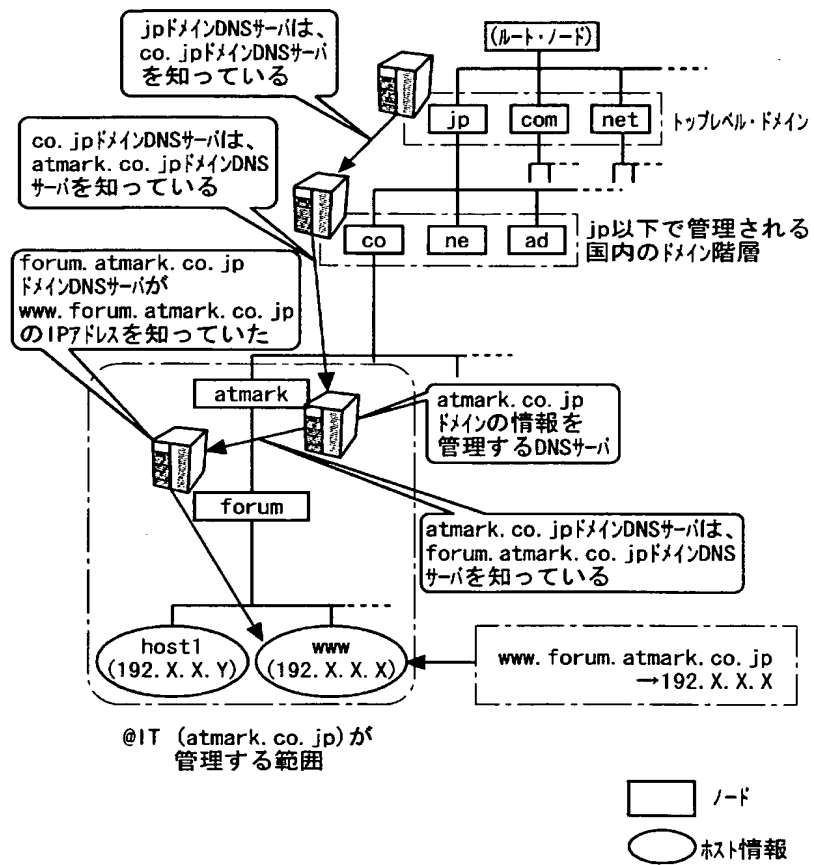 jpﾄﾞﾒｲﾝDNSｻｰﾊﾞは、
co.jpﾄﾞﾒｲﾝDNSｻｰﾊﾞ
を知っている
(ﾙｰﾄ・ﾉｰﾄﾞ)
jp
com
net
ﾄｯﾌﾟﾚﾍﾞﾙ・ﾄﾞﾒｲﾝ
co.jpﾄﾞﾒｲﾝDNSｻｰﾊﾞは、
atmark.co.jpﾄﾞﾒｲﾝDNS
ｻｰﾊﾞを知っている
co
ne
ad
jp以下で管理される
国内のﾄﾞﾒｲﾝ階層
forum.atmark.co.jp
ﾄﾞﾒｲﾝDNSｻｰﾊﾞが
www.forum.atmark.co.jp
のIPｱﾄﾞﾚｽを知っていた
atmark
atmark.co.jp
ﾄﾞﾒｲﾝの情報を
管理するDNSｻｰﾊﾞ
forum
atmark.co.jpﾄﾞﾒｲﾝDNSｻｰﾊﾞは、
forum.atmark.co.jpﾄﾞﾒｲﾝDNS
ｻｰﾊﾞを知っている
host1
(192.X.X.Y)
www
(192.X.X.X)
www.forum.atmark.co.jp
→192.X.X.X
@IT (atmark.co.jp)が
管理する範囲
ﾉｰﾄﾞ
ﾎｽﾄ情報